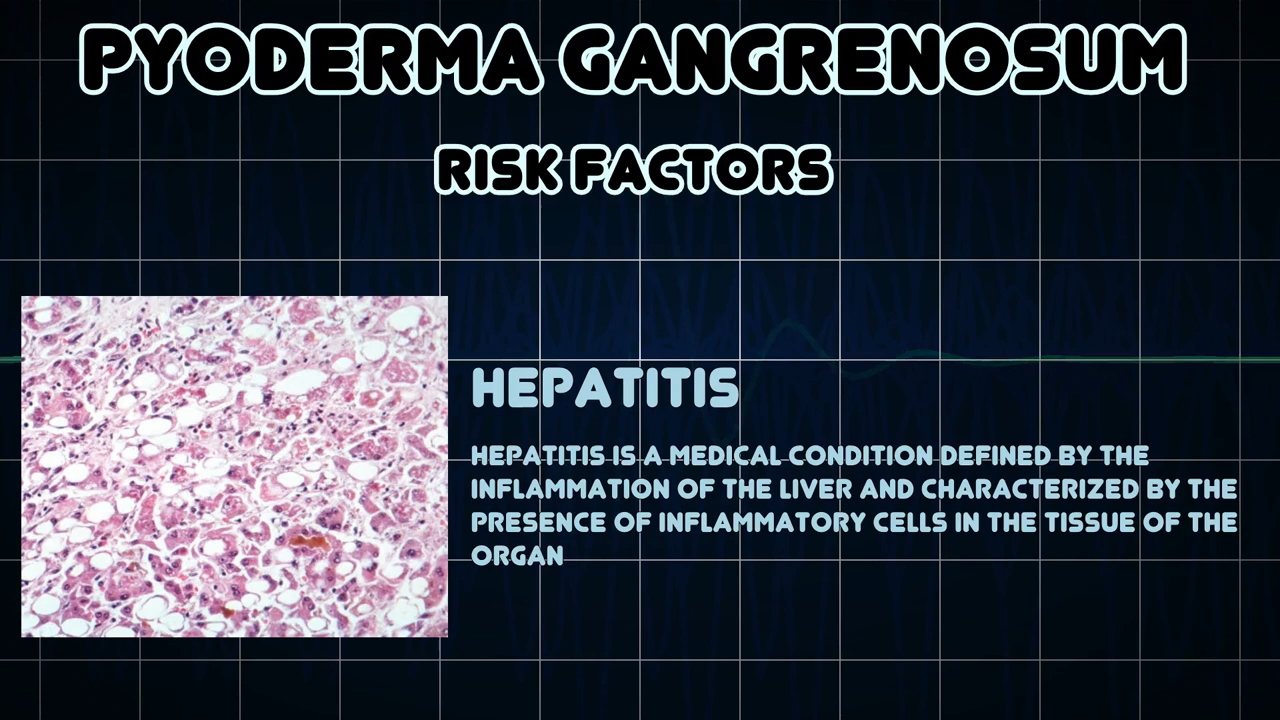 PYODERMA GANGRENOSUM
RISK FACTORS
HEPATITIS
HEPATITIS IS A MEDICAL CONDITION DEFINED BY THE
INFLAMMATION OF THE LIVER AND CHARACTERIZED BY THE
PRESENCE OF INFLAMMATORY CELLS IN THE TISSUE OF THE
ORGAN